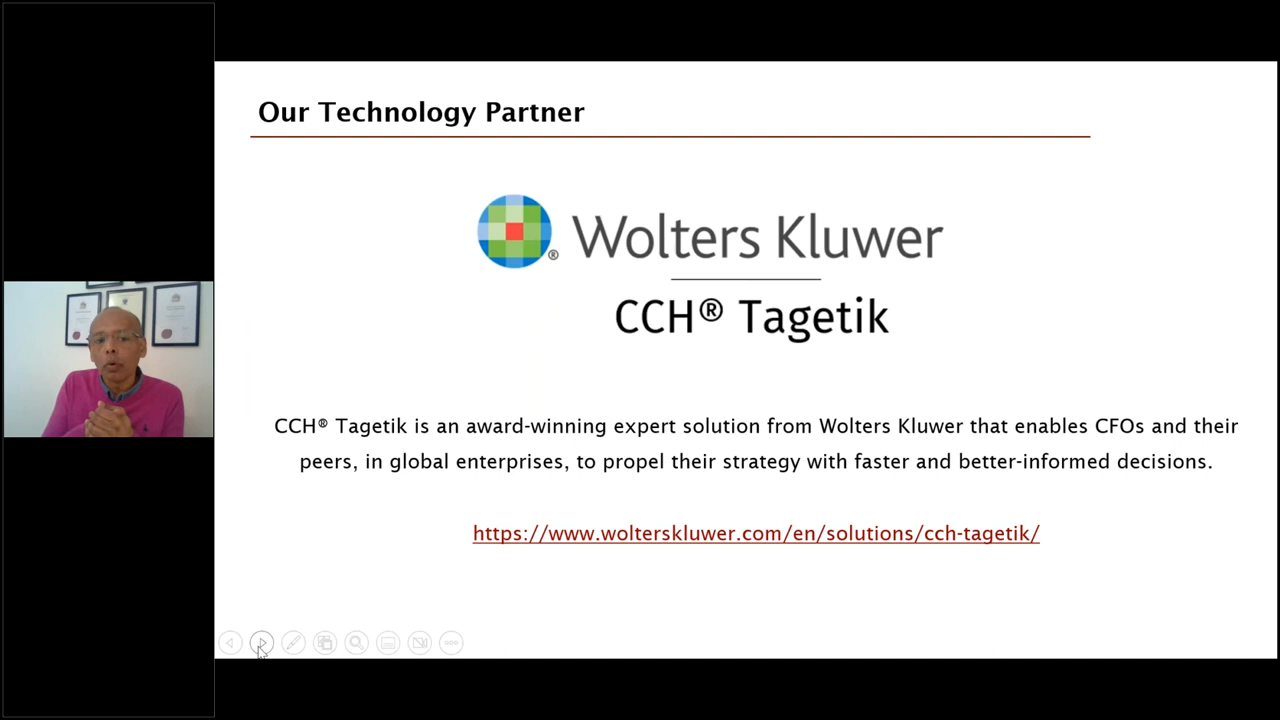 Our Technology Partner
® Wolters Kluwer
CCH® Tagetik
CCH® Tagetik is an award-winning expert solution from Wolters Kluwer that enables CFOs and their
peers, in global enterprises, to propel their strategy with faster and better-informed decisions.
https://www.wolterskluwer.com/en/solutions/cch-tagetik/